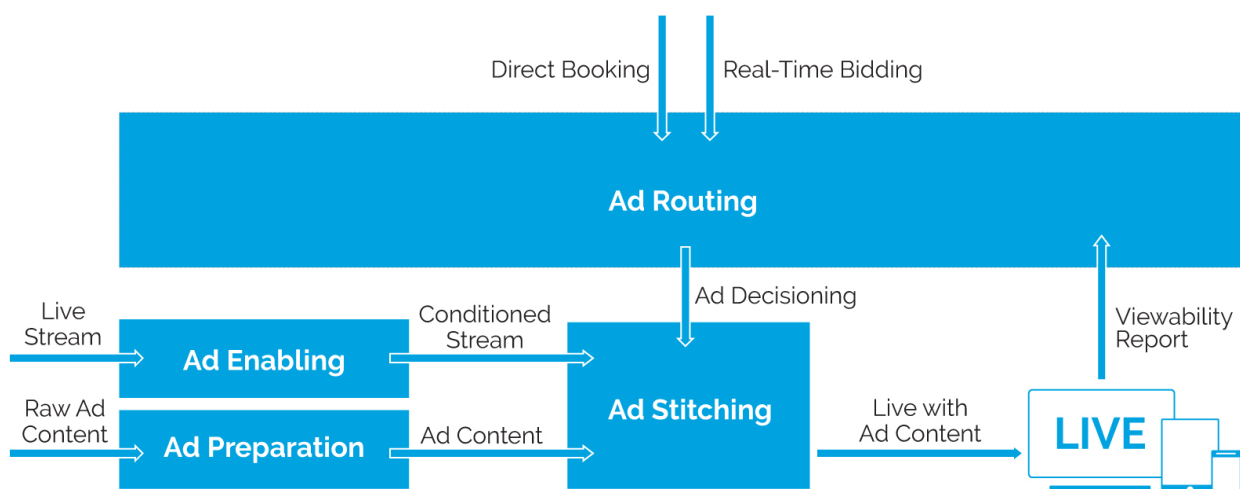 Direct Booking
Real-Time Bidding
Ad Routing
Ad Decisioning
Live
Stream
Ad Enabling
Conditioned
Stream
Viewability
Report
Raw Ad
Content
Ad Preparation
Ad Content
Ad Stitching
Live with
Ad Content
LIVE